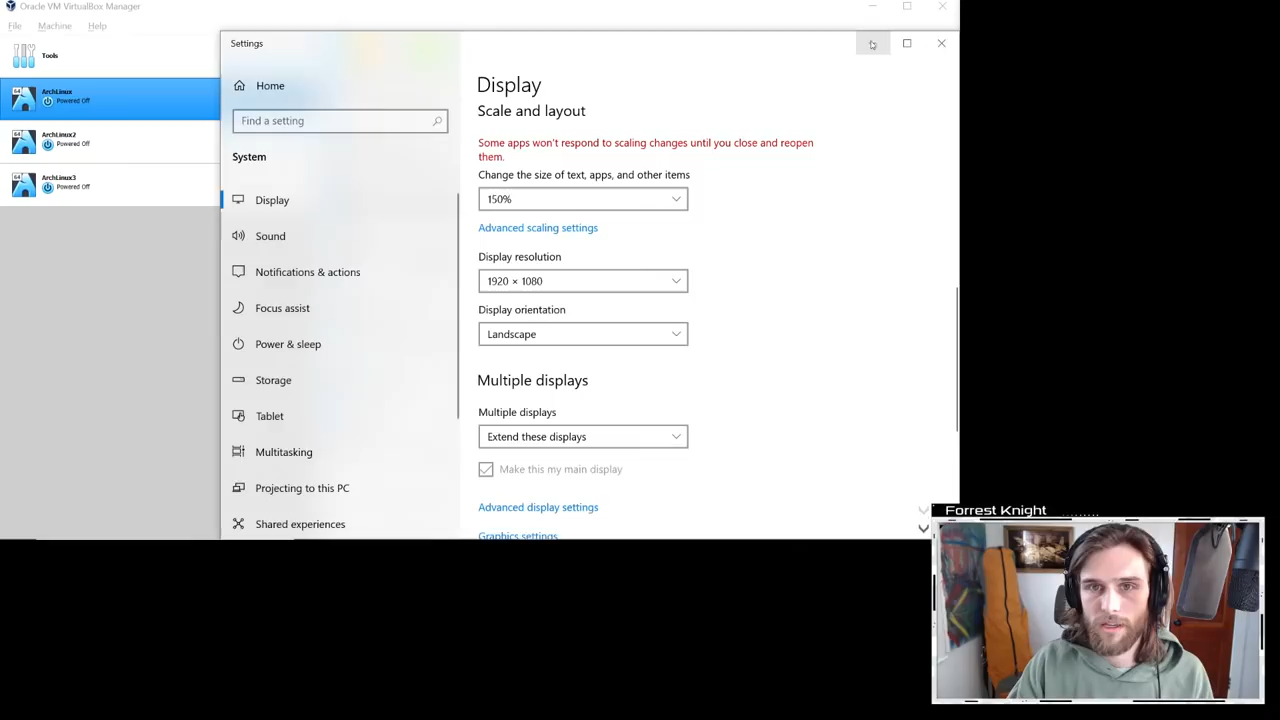 Oracle VM VirtualBox Manager
File Machine Help
Tools
ArchLinux
Powered Off
ArchLinux2
Powered Off
ArchLinux3
Powered Off
Settings
Home
Find a setting
System
Display
Sound
Notifications & actions
Focus assist
Power & sleep
Storage
Tablet
Multitasking
Projecting to this PC
Shared experiences
Display
Scale and layout
Some apps won't respond to scaling changes until you close and reopen
them.
Change the size of text, apps, and other items
150%
Advanced scaling settings
Display resolution
1920 × 1080
Display orientation
Landscape
Multiple displays
Multiple displays
Extend these displays
Make this my main display
Advanced display settings
Graphics settings
Forrest Knight